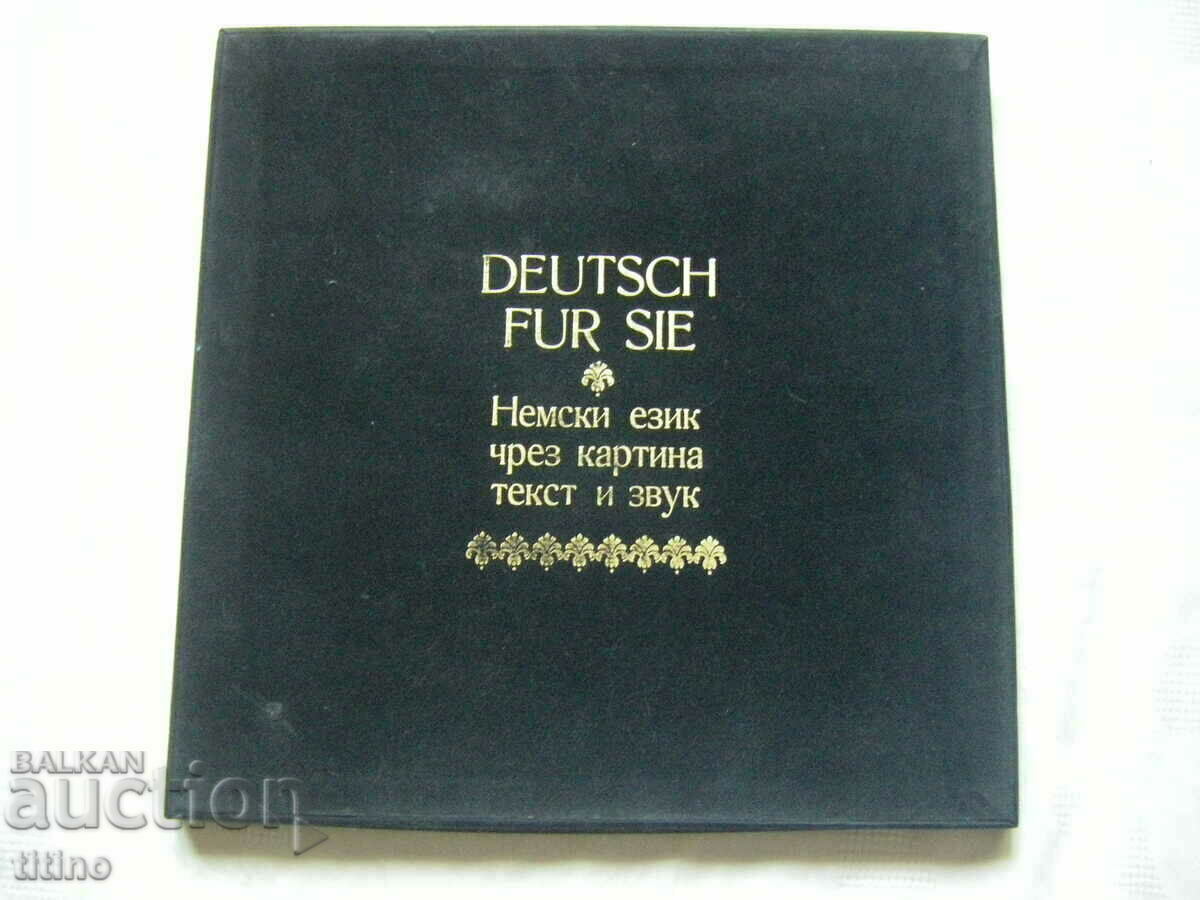 DEUTSCH
FUR SIE
Немски език
чрез картина
текст и звук
BALKAN
auction
titino